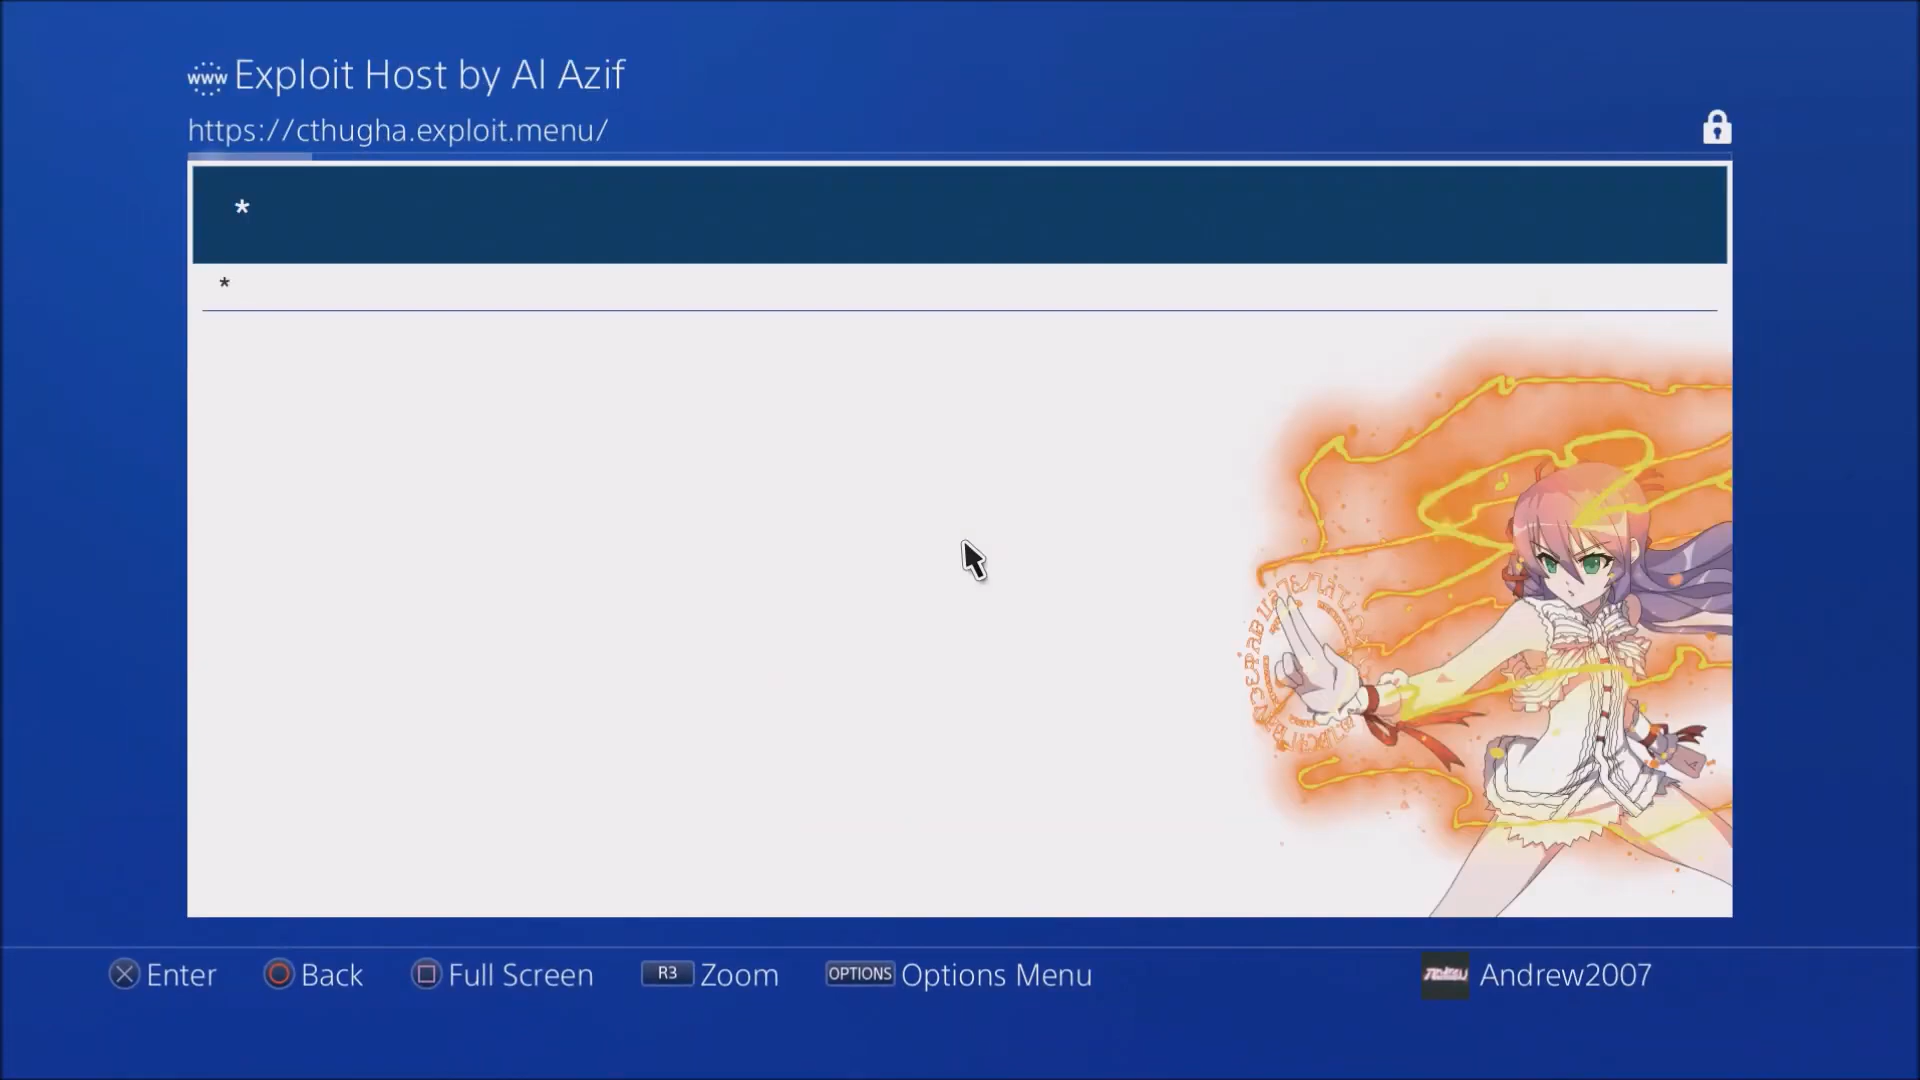 www Exploit Host by Al Azif
https://cthugha.exploit.menu/
*
*
Enter Back Full Screen R3 Zoom OPTIONS Options Menu Andrew2007